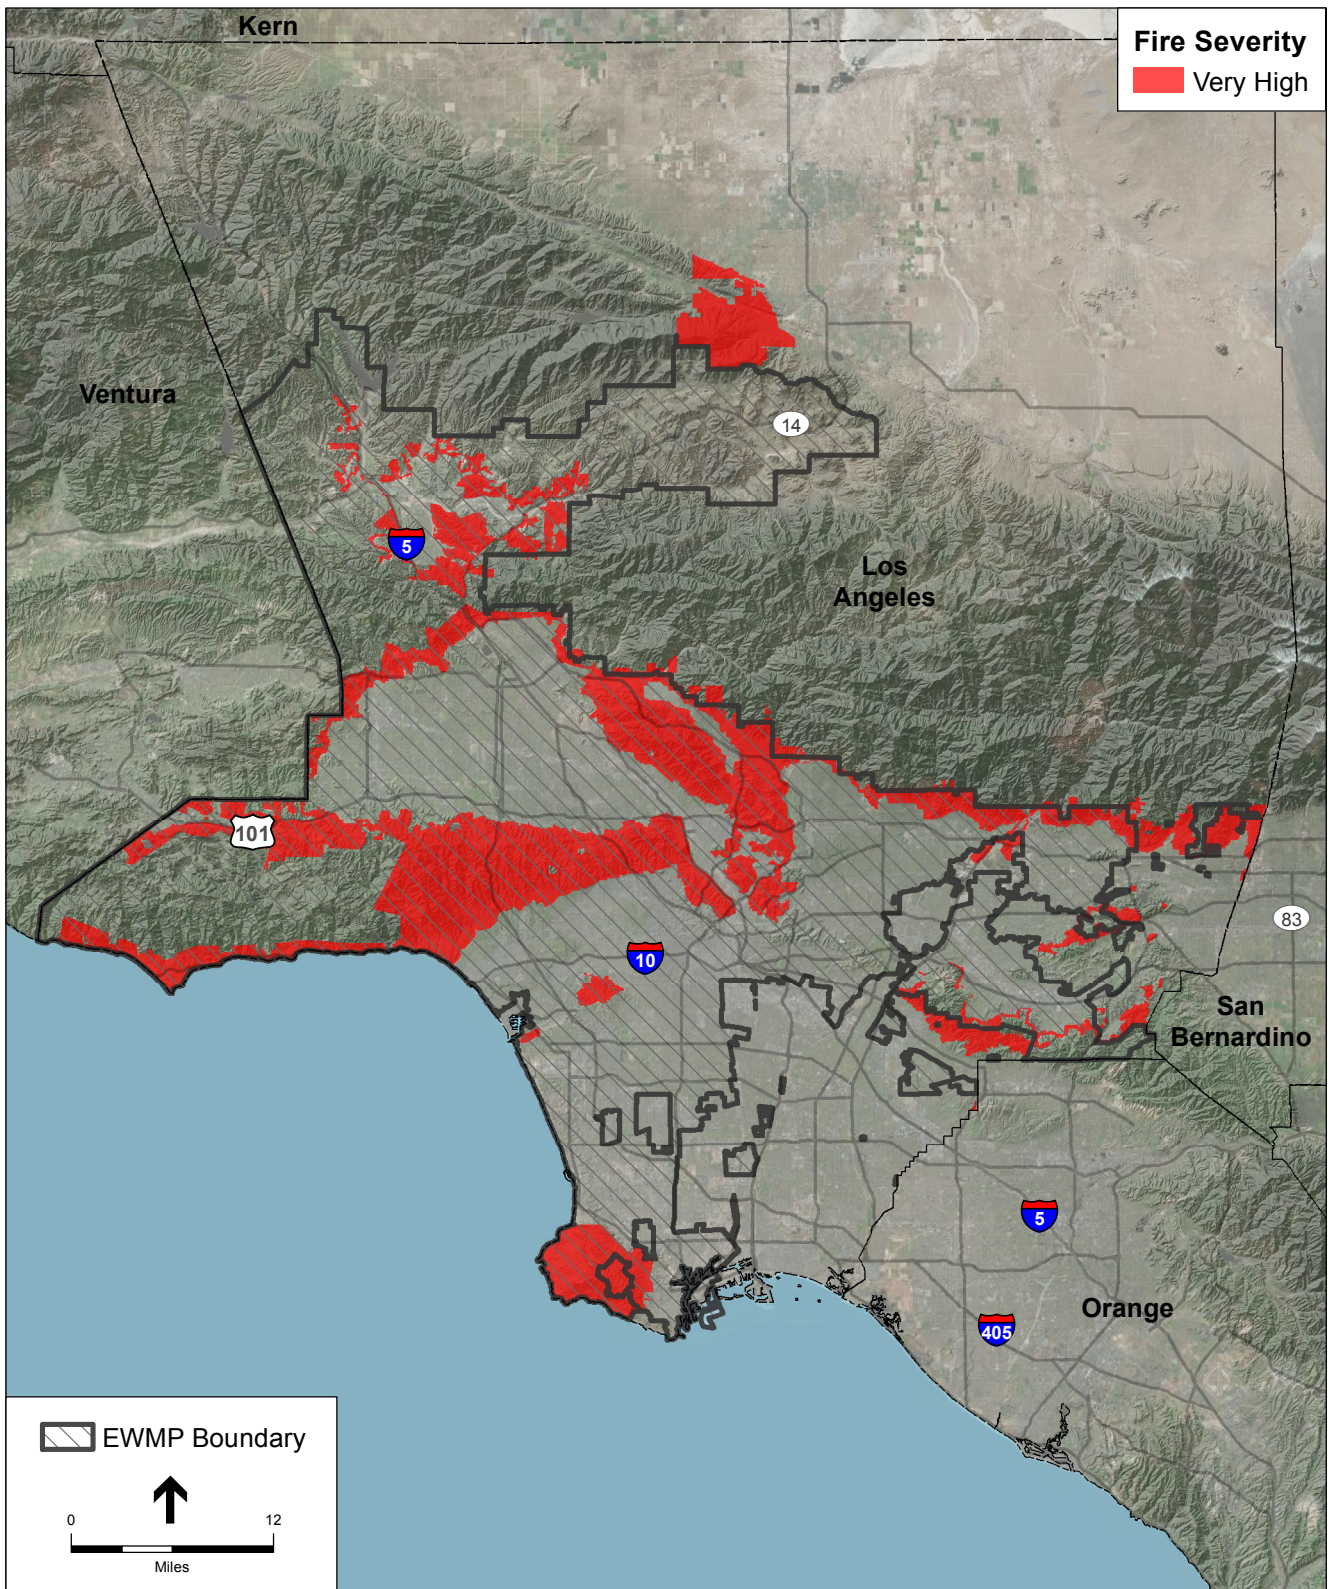 Kern
Fire Severity
Very High
Ventura
14
5
Los
Angeles
101
83
10
San
Bernardino
5
Orange
405
EWMP Boundary
0 12
Miles